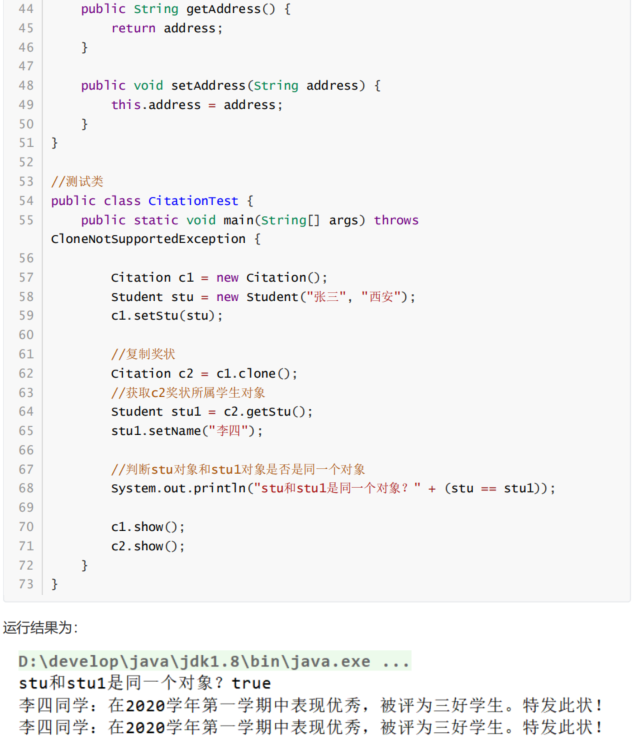 44 public String getAddress() {
45 return address;
46 }
47
48 public void setAddress(String address) {
49 this.address = address;
50 }
51 }
52
53 //测试类
54 public class CitationTest {
55 public static void main(String[] args) throws
CloneNotSupportedException {
56
57 Citation c1 = new Citation();
58 Student stu = new Student("张三", "西安");
59 c1.setStu(stu);
60
61 //复制奖状
62 Citation c2 = c1.clone();
63 //获取c2奖状所属学生对象
64 Student stu1 = c2.getStu();
65 stu1.setName("李四");
66
67 //判断stu对象和stu1对象是否是同一个对象
68 System.out.println("stu和stu1是同一个对象？" + (stu == stu1));
69
70 c1.show();
71 c2.show();
72 }
73 }
运行结果为：
D:\develop\java\jdk1.8\bin\java.exe ...
stu和stu1是同一个对象？true
李四同学：在2020学年第一学期中表现优秀，被评为三好学生。特发此状！
李四同学：在2020学年第一学期中表现优秀，被评为三好学生。特发此状！